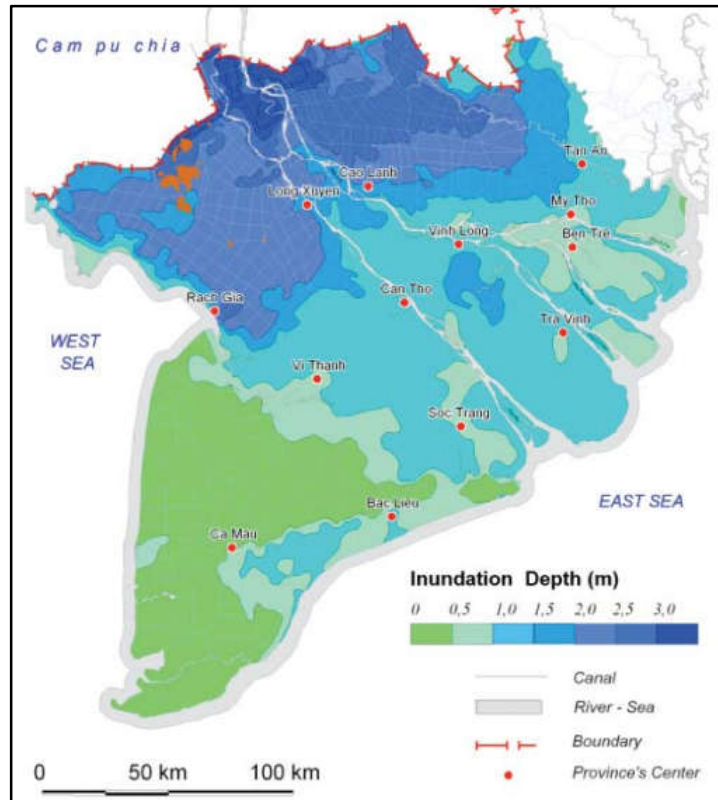 Cam pu chia
Tan An
Cao Lanh
Long Xuyen
My Tho
Ben Tre
Vinh Long
Can Tho
Rach Gia
Tra Vinh
WEST
SEA
Vi Thanh
Soc Trang
EAST SEA
Bac Lieu
Ca Mau
Inundation Depth (m)
0 0,5 1,0 1,5 2,0 2,5 3,0
Canal
River - Sea
Boundary
Province's Center
0 50 km 100 km